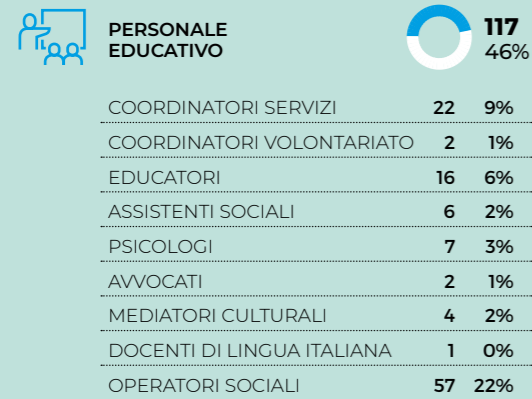 PERSONALE
EDUCATIVO
117
46%
COORDINATORI SERVIZI 22 9%
COORDINATORI VOLONTARIATO 2 1%
EDUCATORI 16 6%
ASSISTENTI SOCIALI 6 2%
PSICOLOGI 7 3%
AVVOCATI 2 1%
MEDIATORI CULTURALI 4 2%
DOCENTI DI LINGUA ITALIANA 1 0%
OPERATORI SOCIALI 57 22%